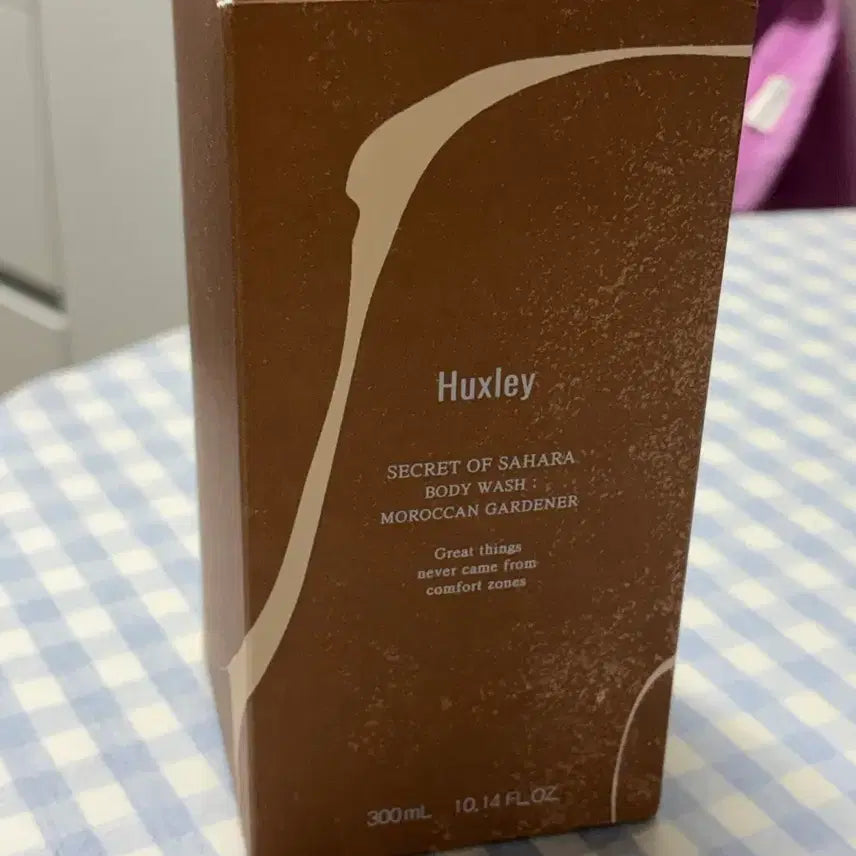 Huxley
SECRET OF SAHARA
BODY WASH :
MOROCCAN GARDENER
Great things
never came from
comfort zones
300mL 10.14 FL.OZ